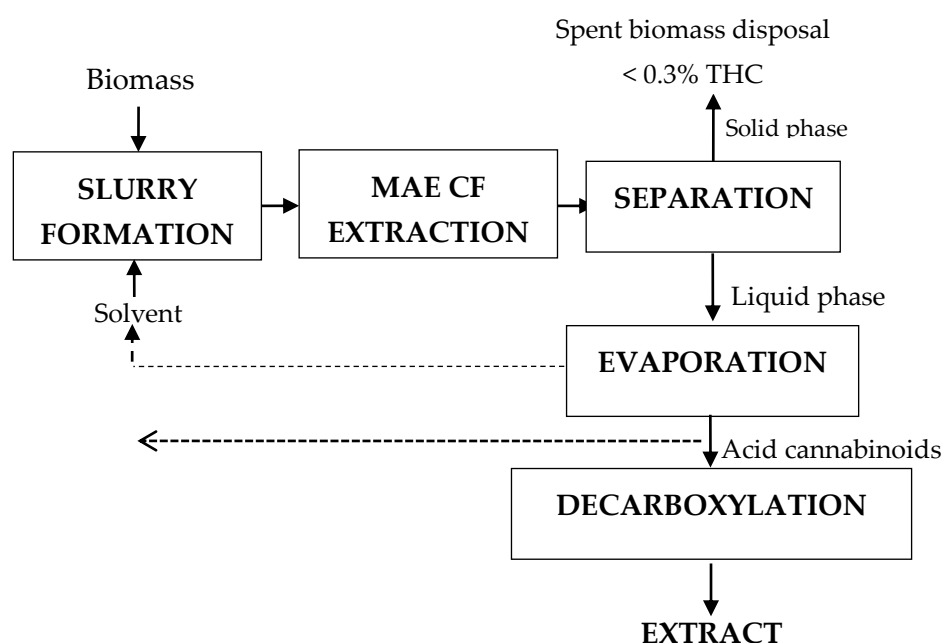 Spent biomass disposal
< 0.3% THC
Biomass
Solid phase
SLURRY
FORMATION
MAE CF
EXTRACTION
SEPARATION
Solvent
Liquid phase
EVAPORATION
Acid cannabinoids
DECARBOXYLATION
EXTRACT